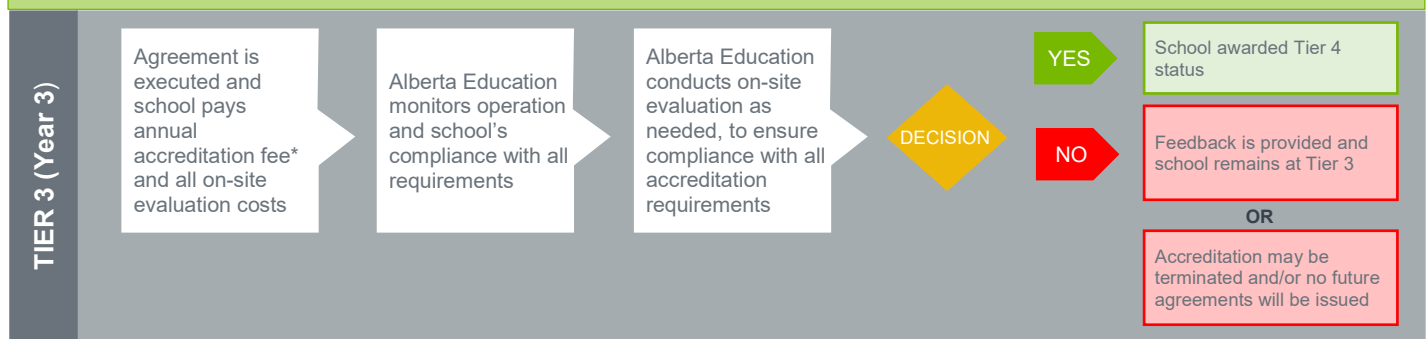 TIER 3 (Year 3)
Agreement is
executed and
school pays
annual
accreditation fee*
and all on-site
evaluation costs
Alberta Education
monitors operation
and school's
compliance with all
requirements
Alberta Education
conducts on-site
evaluation as
needed, to ensure
compliance with all
accreditation
requirements
DECISION
YES
School awarded Tier 4
status
NO
Feedback is provided and
school remains at Tier 3
OR
Accreditation may be
terminated and/or no future
agreements will be issued